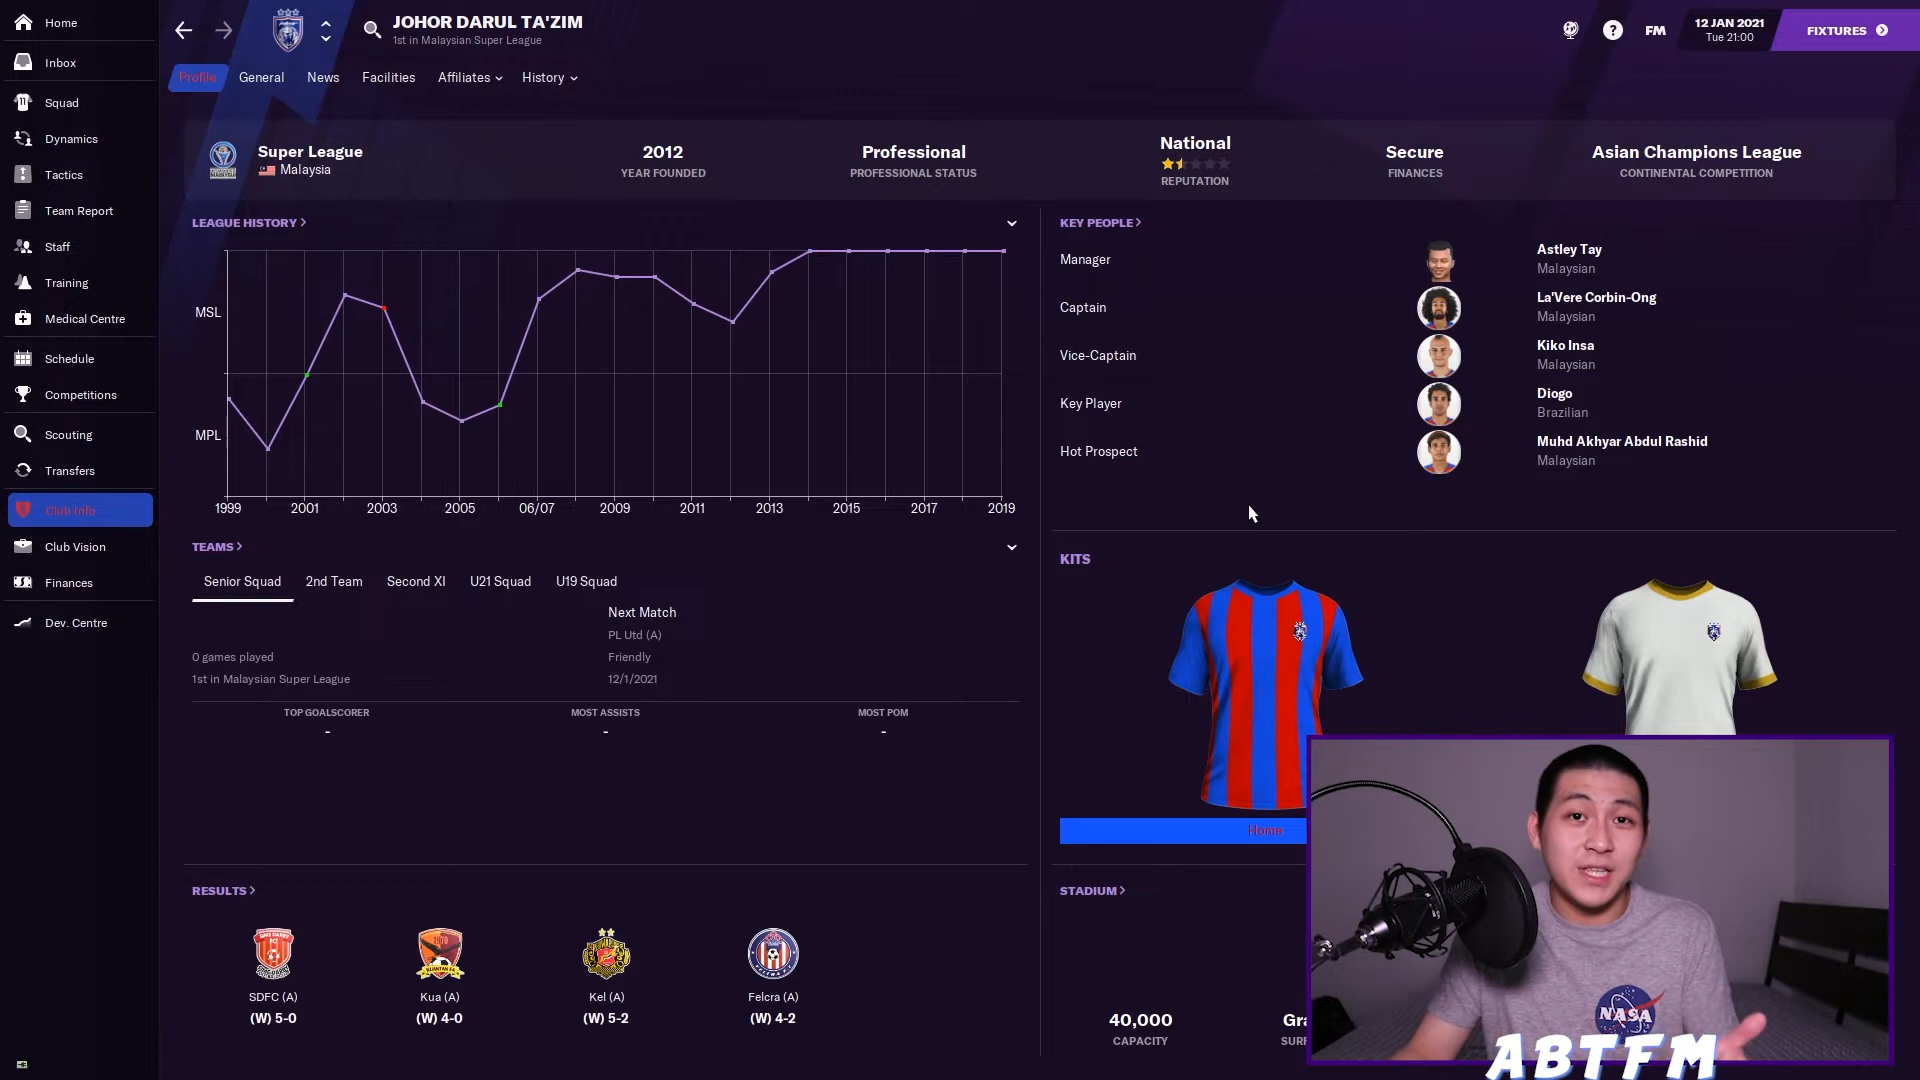 Home
Inbox
Squad
Dynamics
Tactics
Team Report
Staff
Training
Medical Centre
Schedule
Competitions
Scouting
Transfers
Club Info
Club Vision
Finances
Dev. Centre
JOHOR DARUL TA'ZIM
1st in Malaysian Super League
?
FM
12 JAN 2021
Tue 21:00
FIXTURES
Profile
General
News
Facilities
Affiliates
History
Super League
Malaysia
2012
YEAR FOUNDED
Professional
PROFESSIONAL STATUS
National
REPUTATION
Secure
FINANCES
Asian Champions League
CONTINENTAL COMPETITION
LEAGUE HISTORY
MSL
MPL
1999 2001 2003 2005 06/07 2009 2011 2013 2015 2017 2019
KEY PEOPLE
Manager
Astley Tay
Malaysian
Captain
La'Vere Corbin-Ong
Malaysian
Vice-Captain
Kiko Insa
Malaysian
Key Player
Diogo
Brazilian
Hot Prospect
Muhd Akhyar Abdul Rashid
Malaysian
TEAMS
Senior Squad 2nd Team Second XI U21 Squad U19 Squad
Next Match
PL Utd (A)
0 games played
Friendly
1st in Malaysian Super League
12/1/2021
TOP GOALSCORER
-
MOST ASSISTS
-
MOST POM
-
KITS
Home
RESULTS
SDFC (A)
(W) 5-0
Kua (A)
(W) 4-0
Kel (A)
(W) 5-2
Felcra (A)
(W) 4-2
STADIUM
40,000
CAPACITY
NASA
ABTFM